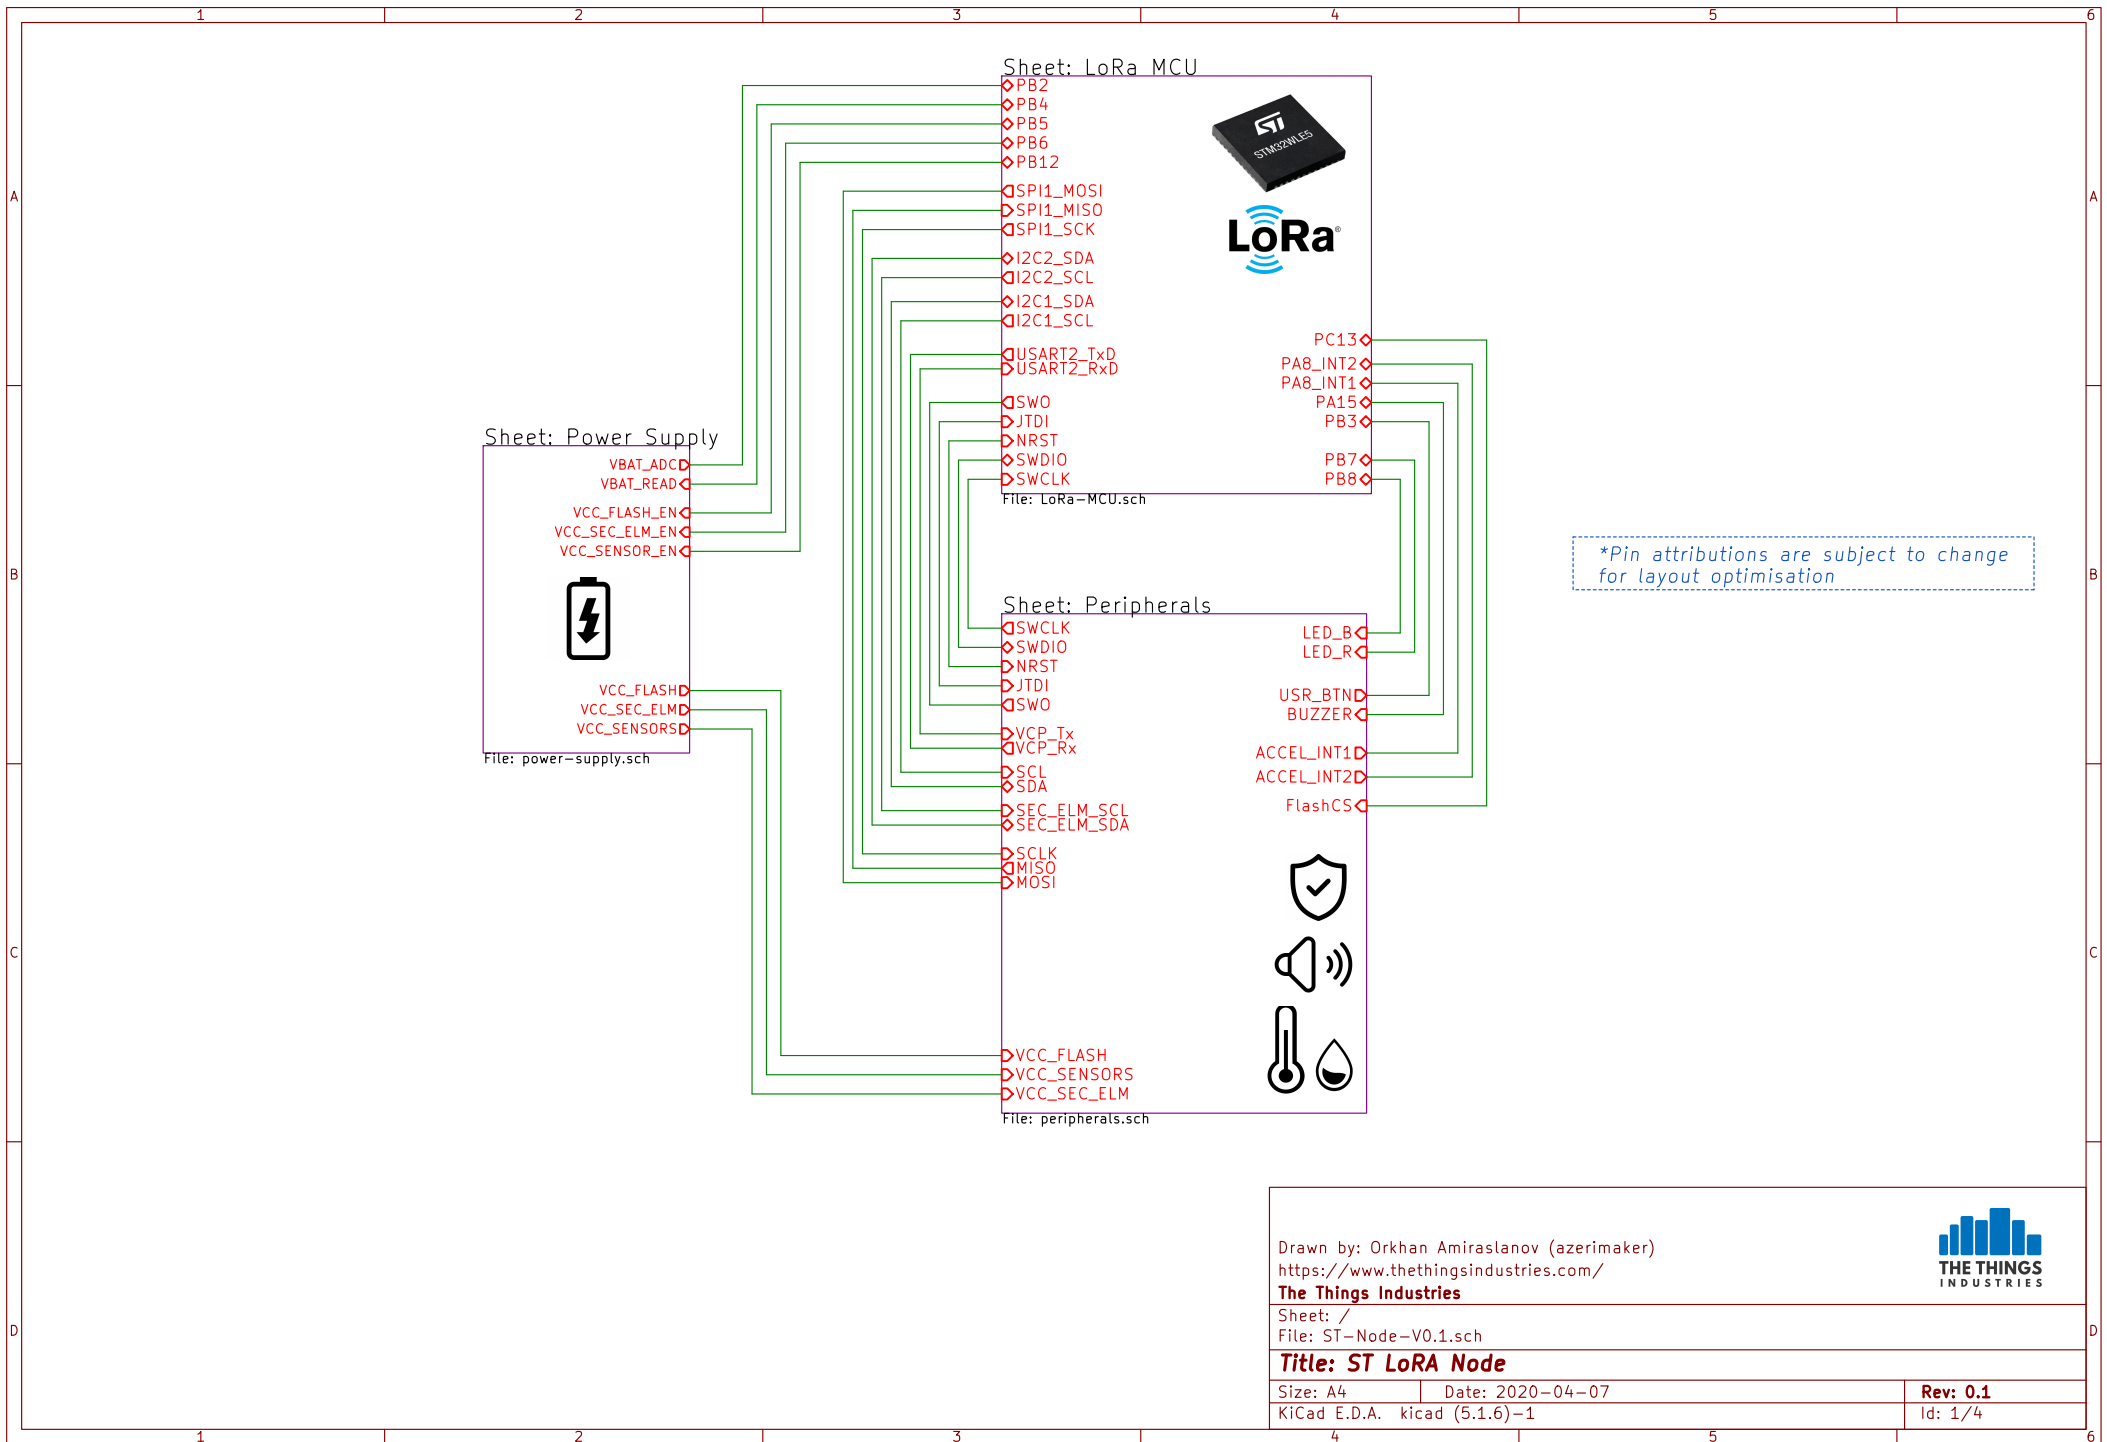 1 2 3 4 5 6
A
B
C
D
Sheet: LoRa MCU
PB2
PB4
PB5
PB6
PB12
SPI1_MOSI
SPI1_MISO
SPI1_SCK
I2C2_SDA
I2C2_SCL
I2C1_SDA
I2C1_SCL
USART2_TxD
USART2_RxD
SWO
JTDI
NRST
SWDIO
SWCLK
ST
STM32WLE5
LoRa®
PC13
PA8_INT2
PA8_INT1
PA15
PB3
PB7
PB8
File: LoRa-MCU.sch
Sheet: Power Supply
VBAT_ADC
VBAT_READ
VCC_FLASH_EN
VCC_SEC_ELM_EN
VCC_SENSOR_EN
VCC_FLASH
VCC_SEC_ELM
VCC_SENSORS
File: power-supply.sch
*Pin attributions are subject to change
for layout optimisation
Sheet: Peripherals
SWCLK
SWDIO
NRST
JTDI
SWO
VCP_Tx
VCP_Rx
SCL
SDA
SEC_ELM_SCL
SEC_ELM_SDA
SCLK
MISO
MOSI
VCC_FLASH
VCC_SENSORS
VCC_SEC_ELM
LED_B
LED_R
USR_BTN
BUZZER
ACCEL_INT1
ACCEL_INT2
FlashCS
File: peripherals.sch
A
B
C
D
Drawn by: Orkhan Amiraslanov (azerimaker)
https://www.thethingsindustries.com/
The Things Industries
THE THINGS
INDUSTRIES
Sheet: /
File: ST-Node-V0.1.sch
Title: ST LoRA Node
Size: A4 Date: 2020-04-07 Rev: 0.1
KiCad E.D.A. kicad (5.1.6)-1 Id: 1/4
1 2 3 4 5 6